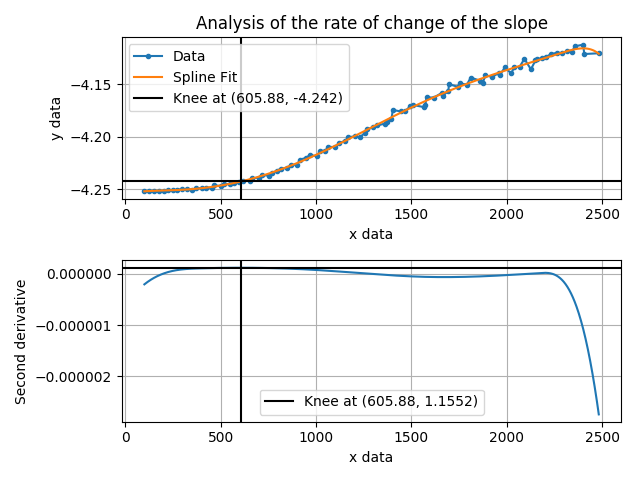 Analysis of the rate of change of the slope
Data
Spline Fit
Knee at (605.88, -4.242)
y data
−4.15
−4.20
−4.25
0 500 1000 1500 2000 2500
x data
Second derivative
0.000000
−0.000001
−0.000002
Knee at (605.88, 1.1552)
0 500 1000 1500 2000 2500
x data